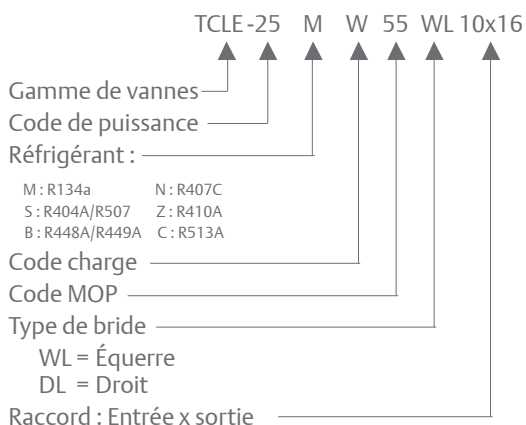 TCLE-25 M W 55 WL 10x16
Gamme de vannes
Code de puissance
Réfrigérant :
M : R134a N : R407C
S : R404A/R507 Z : R410A
B : R448A/R449A C : R513A
Code charge
Code MOP
Type de bride
WL = Équerre
DL = Droit
Raccord : Entrée x sortie